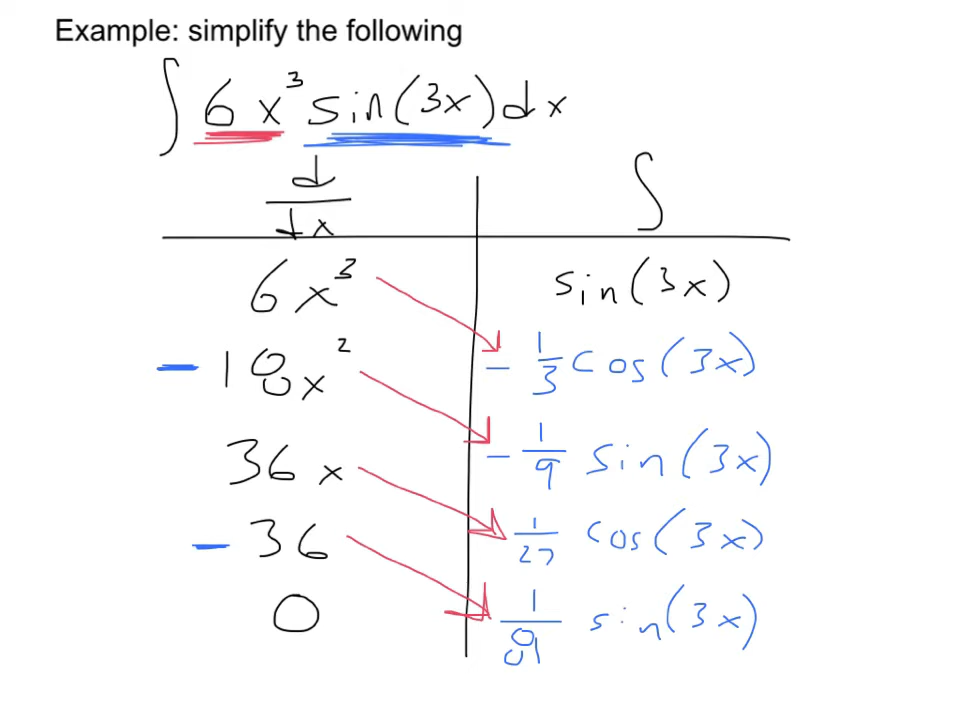 Example: simplify the following
∫ 6x³ sin(3x) dx
d/dx ∫
6x³ sin(3x)
- 18x² - 1/3 cos(3x)
36x - 1/9 sin(3x)
- 36 1/27 cos(3x)
0 1/81 sin(3x)